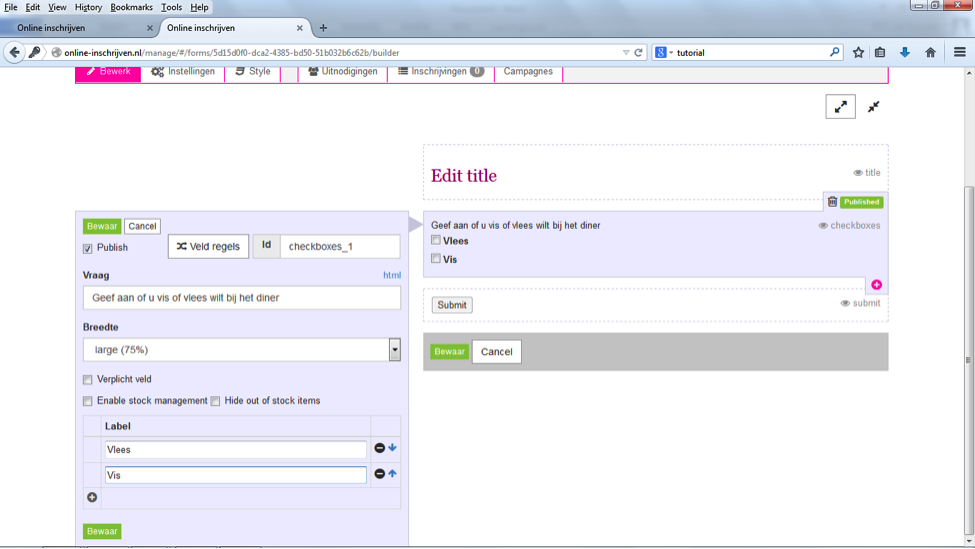 File Edit View History Bookmarks Tools Help
Online inschrijven
Online inschrijven
online-inschrijven.nl/manage/#/forms/5d15d0f0-dca2-4385-bd50-51b032b6c62b/builder
tutorial
Bewerk Instellingen Style Uitnodigingen Inschrijvingen 0 Campagnes
Edit title
title
Published
Bewaar Cancel
Publish
Veld regels
Id
checkboxes_1
Vraag
html
Geef aan of u vis of vlees wilt bij het diner
Breedte
large (75%)
Verplicht veld
Enable stock management Hide out of stock items
Label
Vlees
Vis
Bewaar
Geef aan of u vis of vlees wilt bij het diner
checkboxes
Vlees
Vis
Submit
submit
Bewaar Cancel